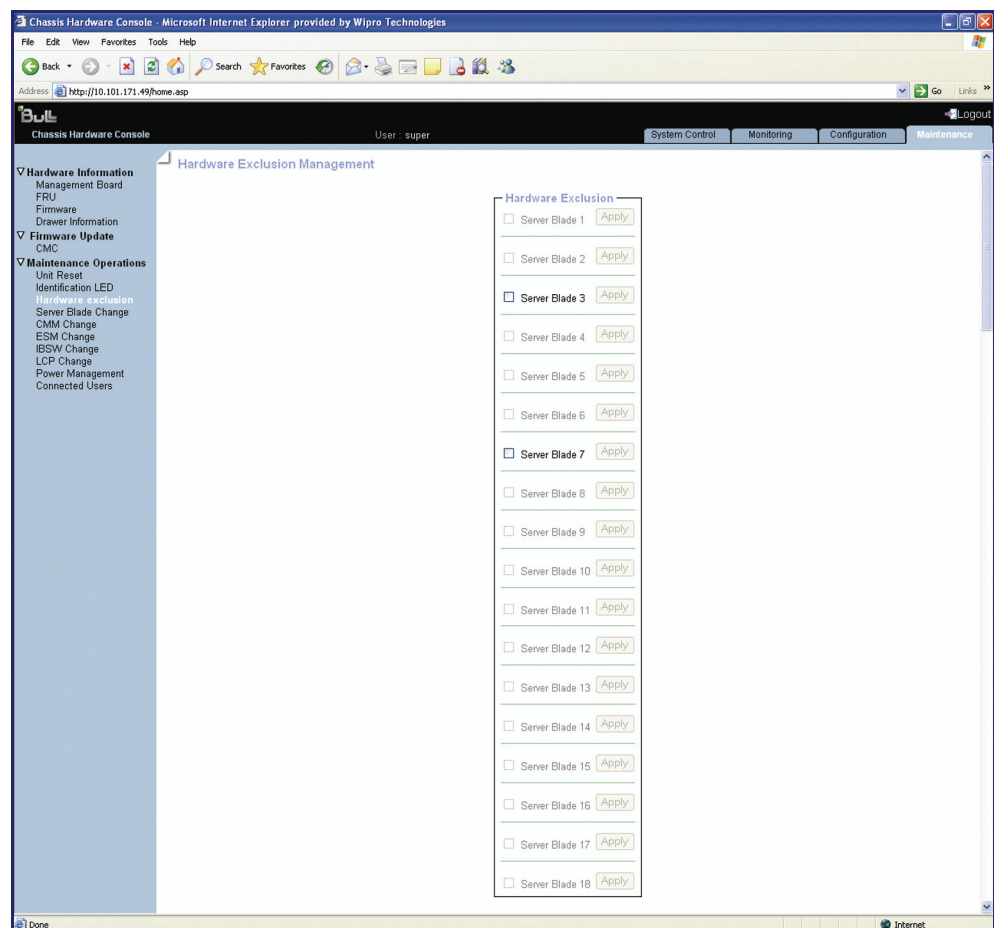 Chassis Hardware Console - Microsoft Internet Explorer provided by Wipro Technologies
File Edit View Favorites Tools Help
Back Search Favorites
Address http://10.101.171.49/home.asp Go Links »
Bull Logout
Chassis Hardware Console User : super System Control Monitoring Configuration Maintenance
Hardware Exclusion Management
Hardware Information
Management Board
FRU
Firmware
Drawer Information
Firmware Update
CMC
Maintenance Operations
Unit Reset
Identification LED
Hardware exclusion
Server Blade Change
CMM Change
ESM Change
IBSW Change
LCP Change
Power Management
Connected Users
Hardware Exclusion
Server Blade 1 Apply
Server Blade 2 Apply
Server Blade 3 Apply
Server Blade 4 Apply
Server Blade 5 Apply
Server Blade 6 Apply
Server Blade 7 Apply
Server Blade 8 Apply
Server Blade 9 Apply
Server Blade 10 Apply
Server Blade 11 Apply
Server Blade 12 Apply
Server Blade 13 Apply
Server Blade 14 Apply
Server Blade 15 Apply
Server Blade 16 Apply
Server Blade 17 Apply
Server Blade 18 Apply
Done Internet